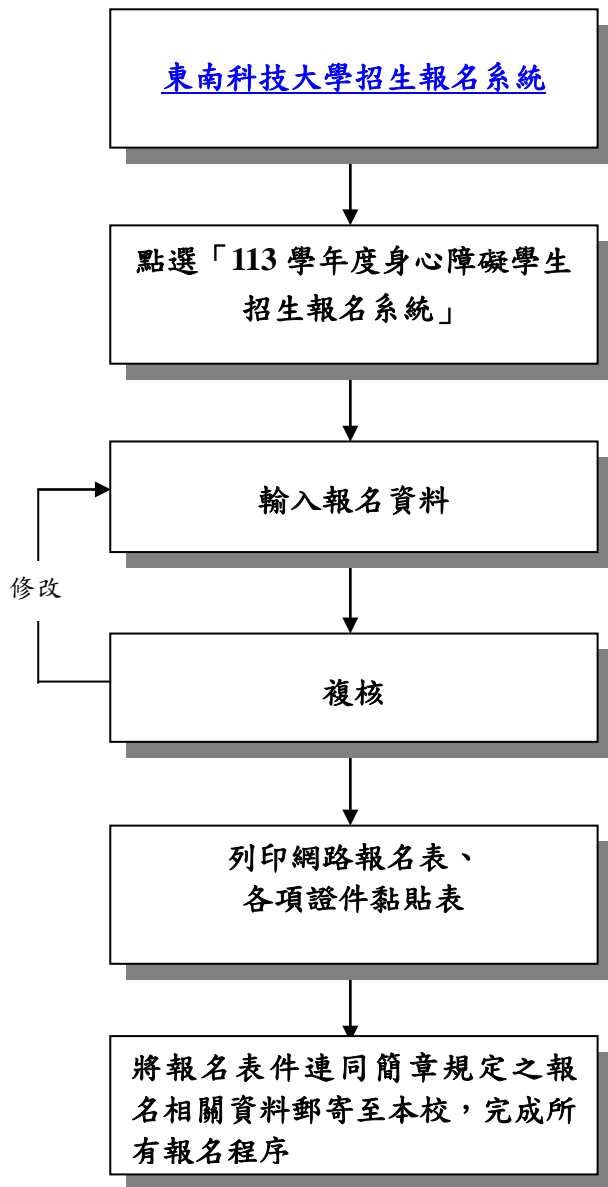 東南科技大學招生報名系統
點選「113 學年度身心障礙學生
招生報名系統」
輸入報名資料
修改
複核
列印網路報名表、
各項證件黏貼表
將報名表件連同簡章規定之報
名相關資料郵寄至本校，完成所
有報名程序